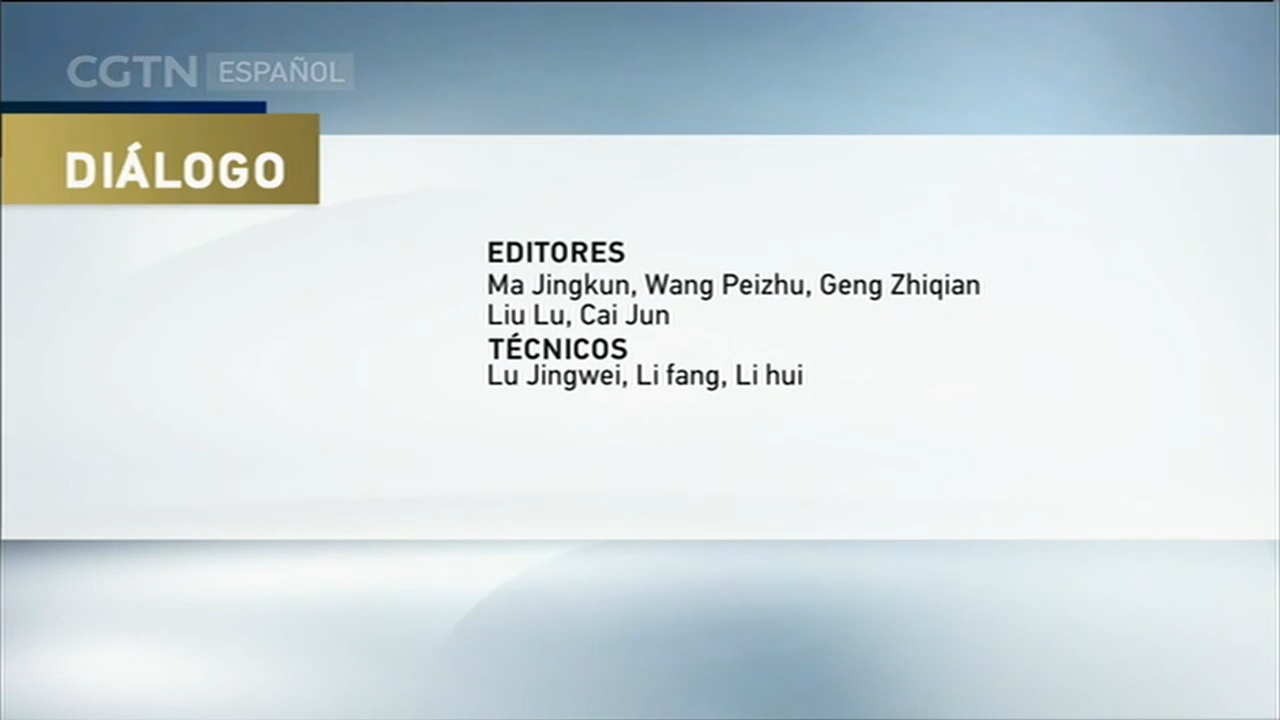 CGTN ESPAÑOL
DIÁLOGO
EDITORES
Ma Jingkun, Wang Peizhu, Geng Zhiqian
Liu Lu, Cai Jun
TÉCNICOS
Lu Jingwei, Li fang, Li hui